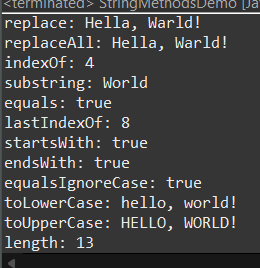 <terminated> StringMethodsDemo [Ja
replace: Hella, Warld!
replaceAll: Hella, Warld!
indexOf: 4
substring: World
equals: true
lastIndexOf: 8
startsWith: true
endsWith: true
equalsIgnoreCase: true
toLowerCase: hello, world!
toUpperCase: HELLO, WORLD!
length: 13